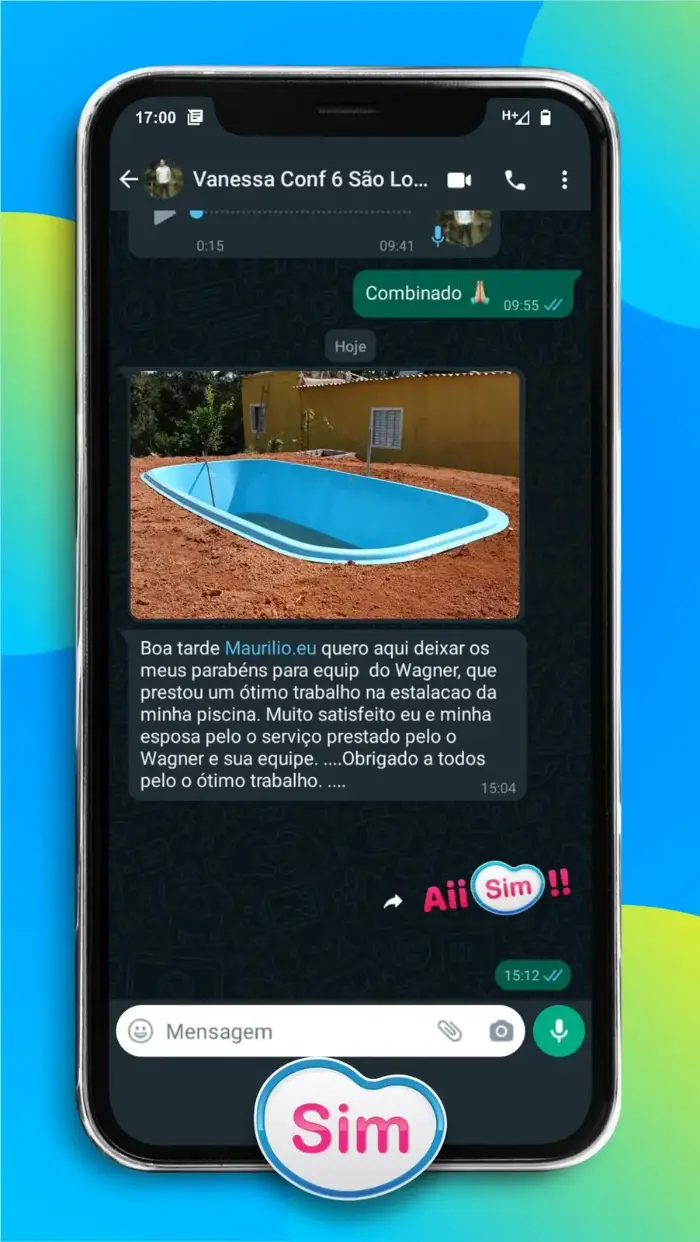 17:00
H+
Vanessa Conf 6 São Lo...
0:15
09:41
Combinado 🙏🏼
09:55
Hoje
Boa tarde Maurilio.eu quero aqui deixar os
meus parabéns para equip do Wagner, que
prestou um ótimo trabalho na estalacao da
minha piscina. Muito satisfeito eu e minha
esposa pelo o serviço prestado pelo o
Wagner e sua equipe. ....Obrigado a todos
pelo o ótimo trabalho. ....
15:04
Aii Sim !!
15:12
Mensagem
Sim